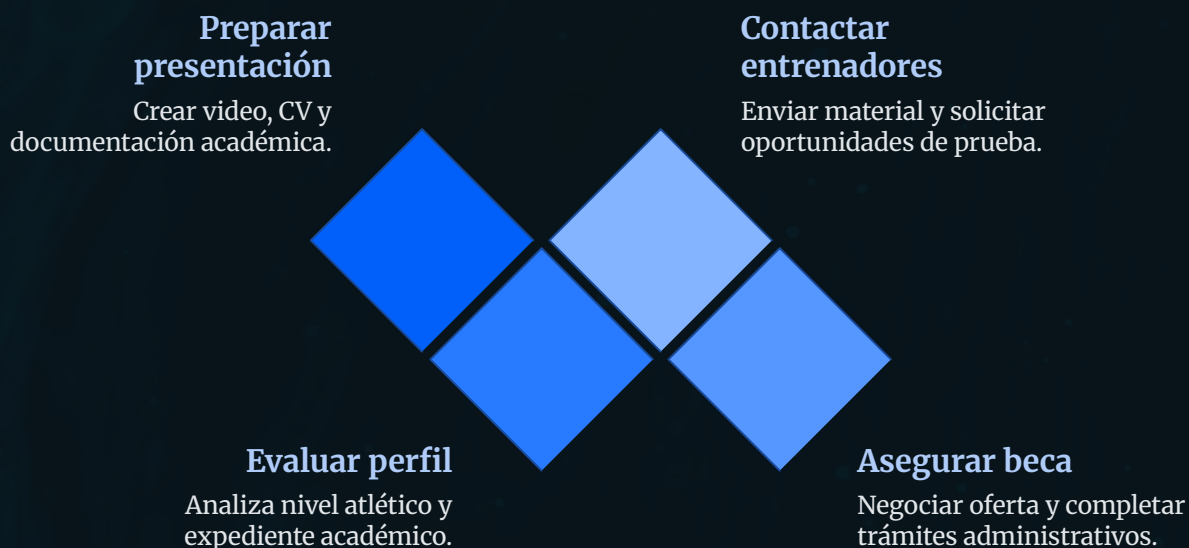 Preparar
presentación
Crear video, CV y
documentación académica.
Contactar
entrenadores
Enviar material y solicitar
oportunidades de prueba.
Evaluar perfil
Analiza nivel atlético y
expediente académico.
Asegurar beca
Negociar oferta y completar
trámites administrativos.